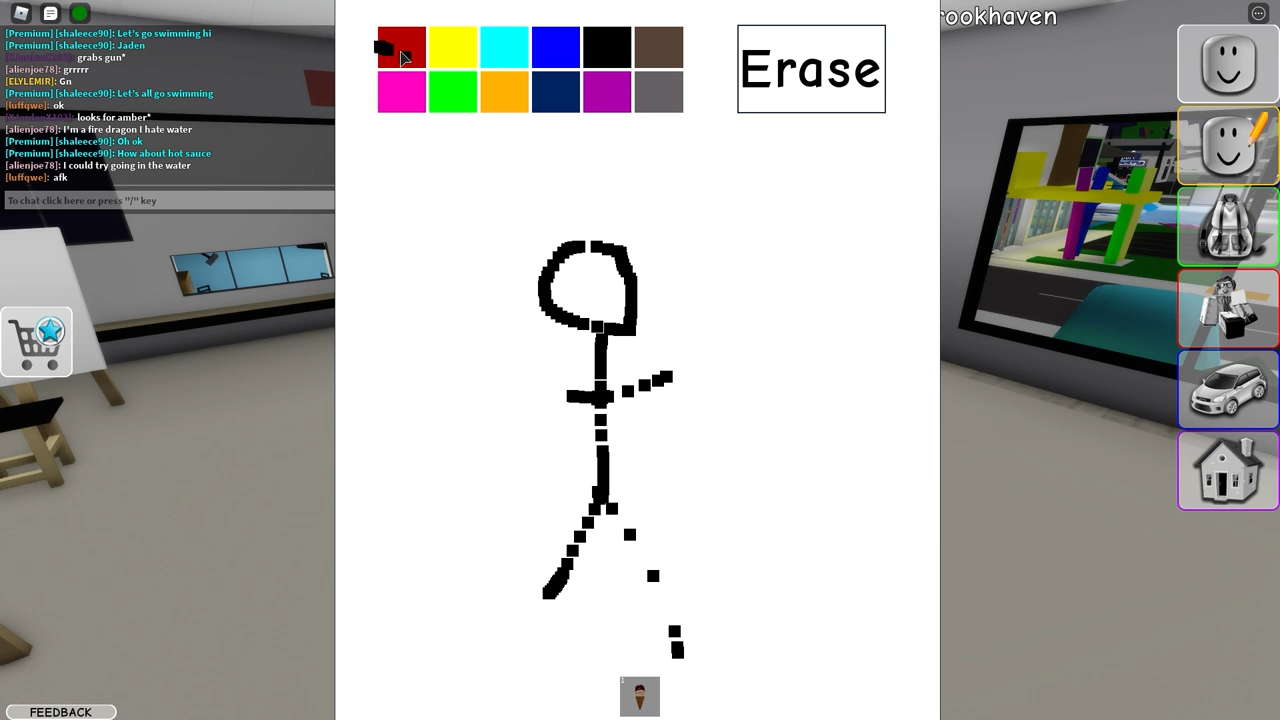 rookhaven
[Premium] [shaleece90]: Let's go swimming hi
[Premium] [shaleece90]: Jaden
grabs gun*
[alienjoe78]: grrrrr
[ELYLEMIR]: Gn
[Premium] [shaleece90]: Let's all go swimming
[luffqwe]: ok
looks for amber*
[alienjoe78]: I'm a fire dragon I hate water
[Premium] [shaleece90]: Oh ok
[Premium] [shaleece90]: How about hot sauce
[alienjoe78]: I could try going in the water
[luffqwe]: afk
To chat click here or press "/" key
Erase
1
FEEDBACK